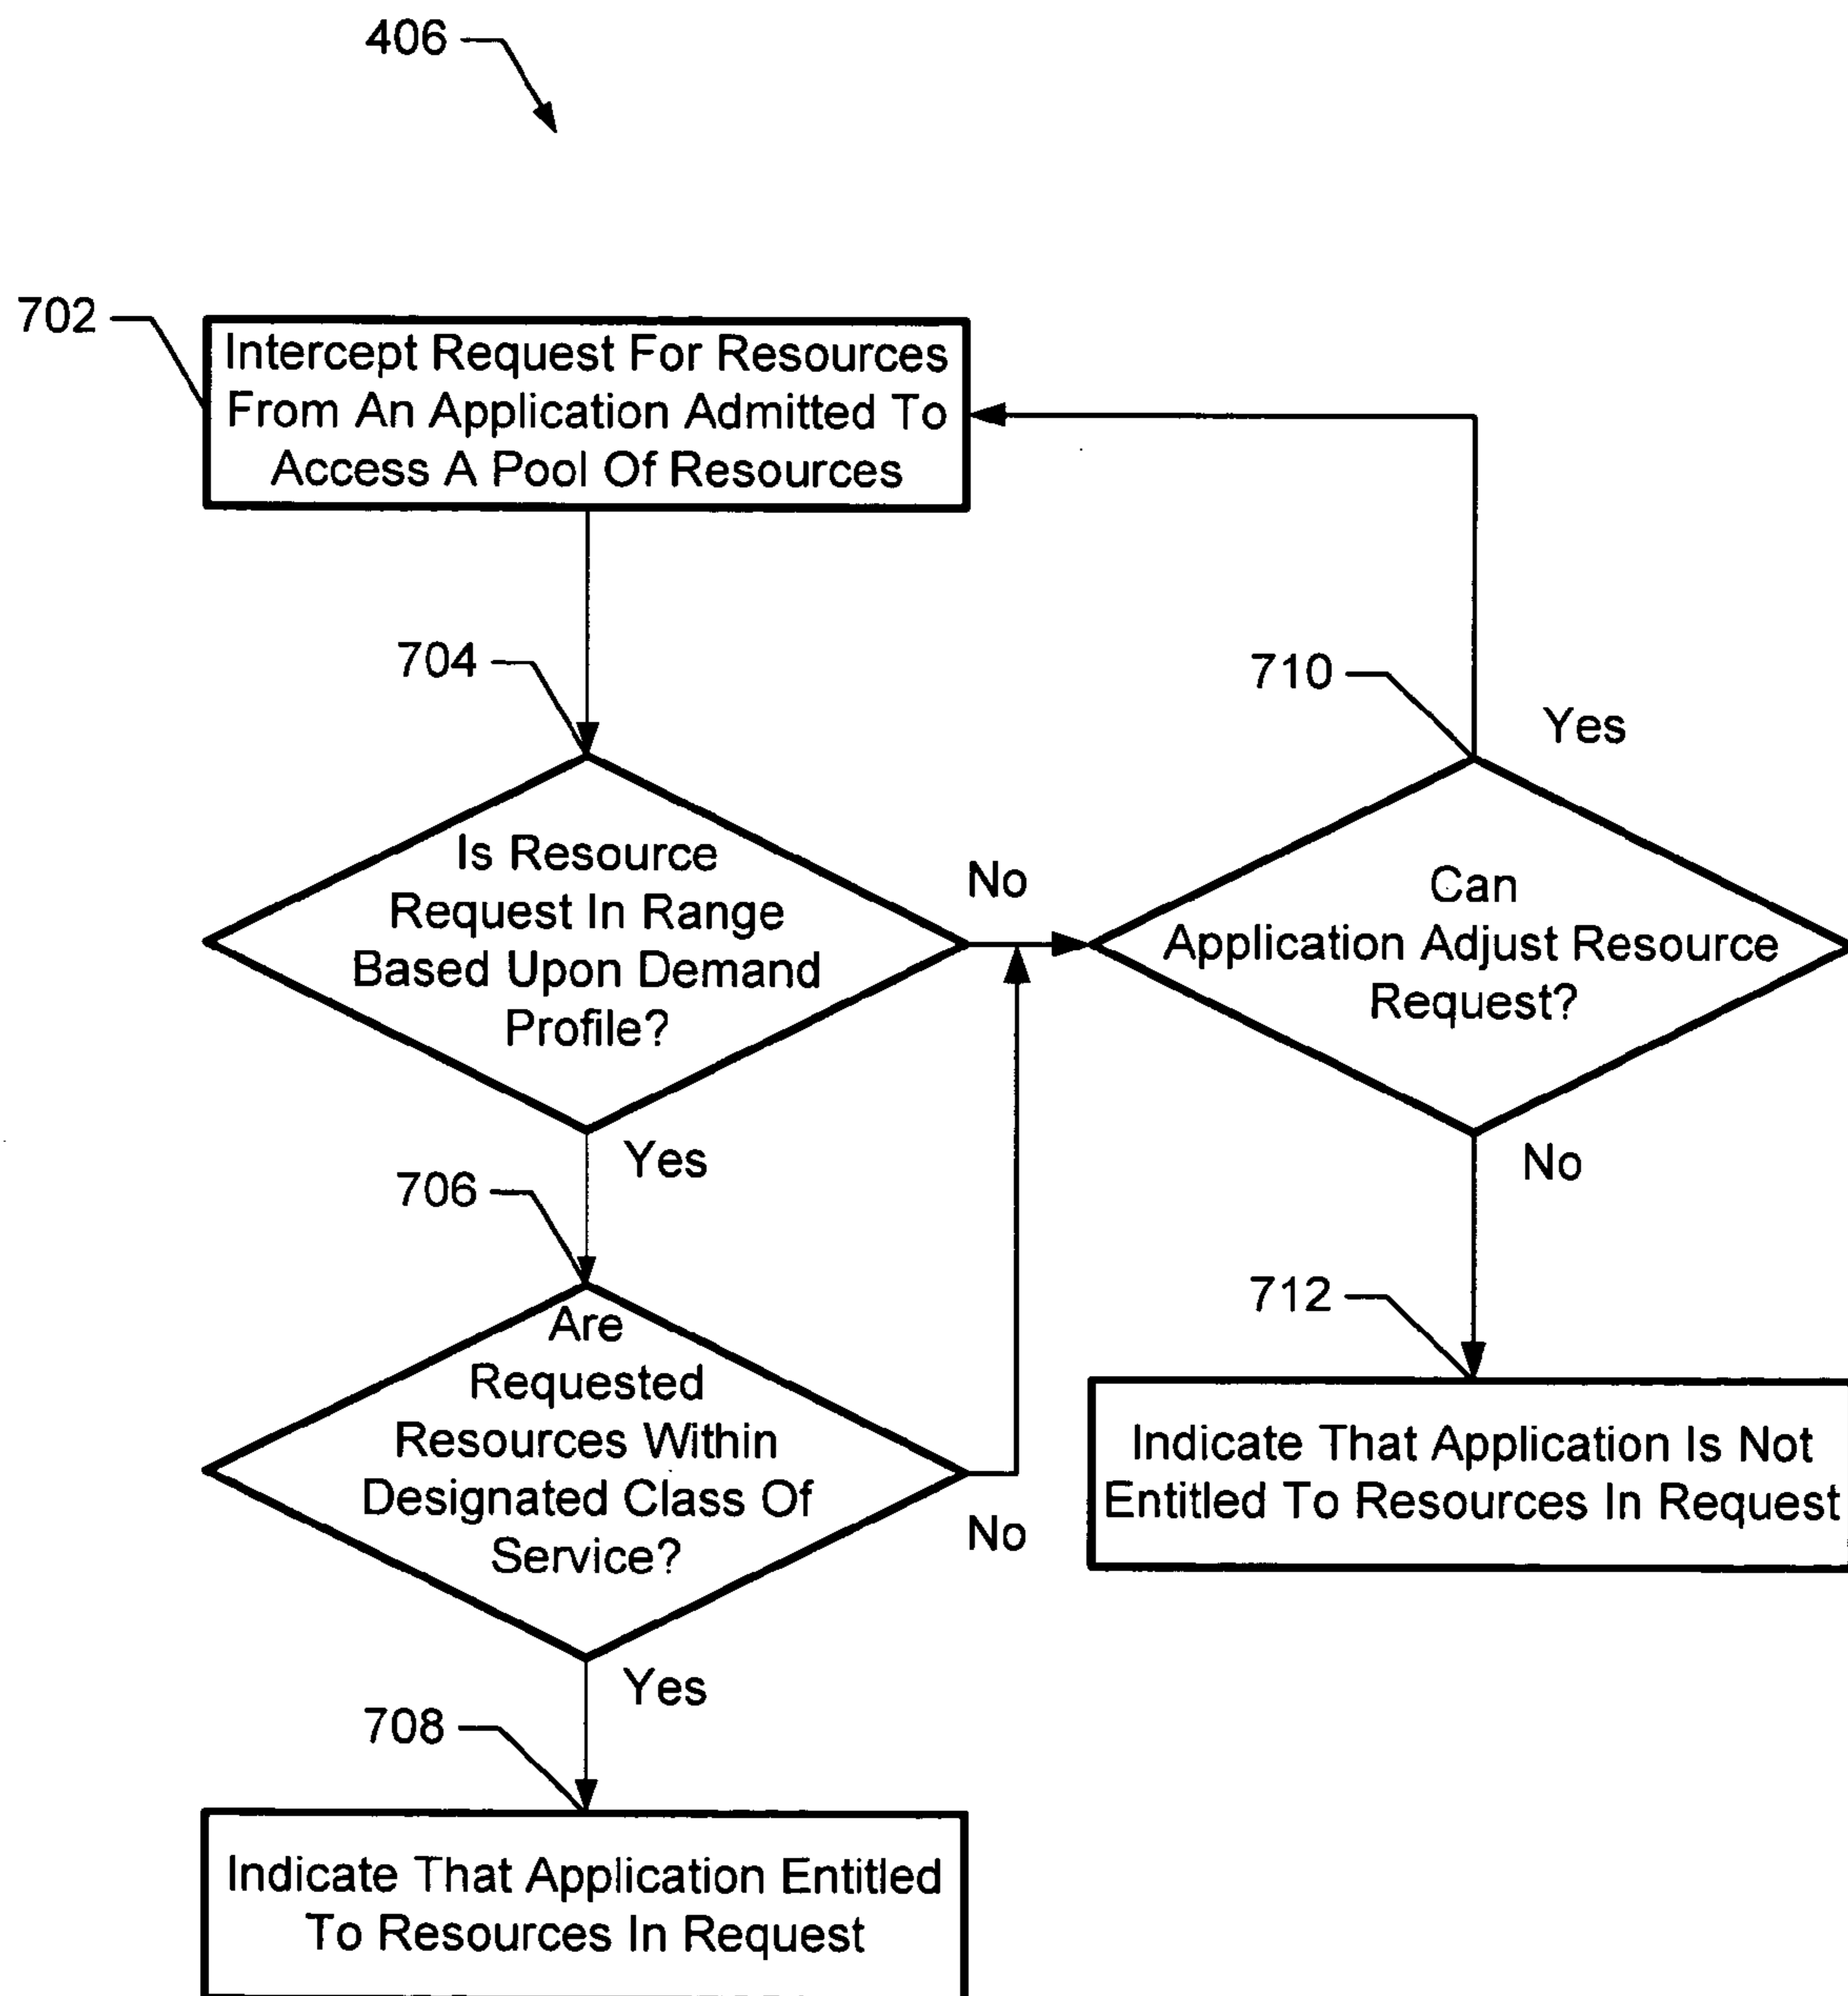 406
702
Intercept Request For Resources
From An Application Admitted To
Access A Pool Of Resources
704
Is Resource
Request In Range
Based Upon Demand
Profile?
No
Yes
710
Yes
Can
Application Adjust Resource
Request?
No
706
Are
Requested
Resources Within
Designated Class Of
Service?
No
Yes
712
Indicate That Application Is Not
Entitled To Resources In Request
708
Indicate That Application Entitled
To Resources In Request